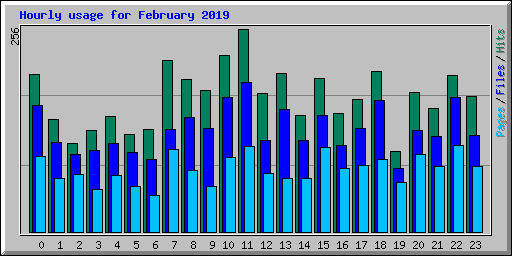 Hourly usage for February 2019
256
Pages / Files / Hits
0 1 2 3 4 5 6 7 8 9 10 11 12 13 14 15 16 17 18 19 20 21 22 23